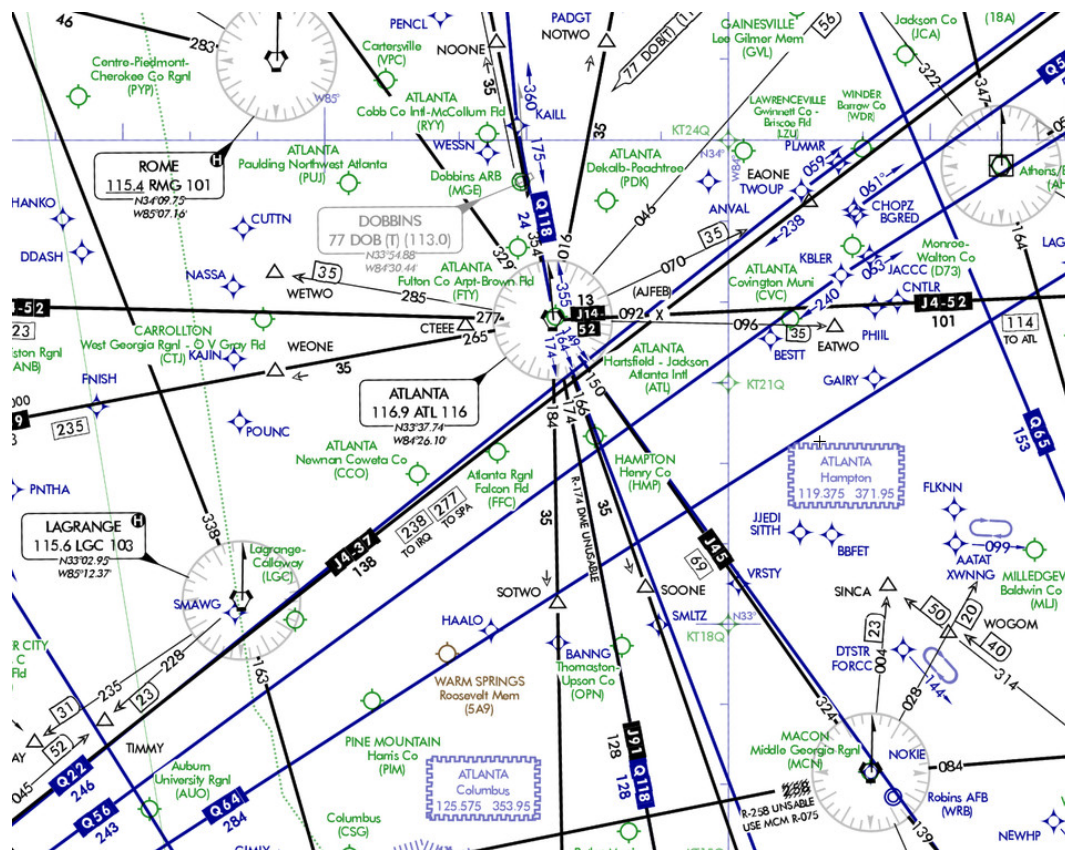 PENCL
PADGT
NOTWO
NOONE
GAINESVILLE
Lee Gilmer Mem
(GVL)
56
Jackson Co
(JCA)
(18A)
77 DOB(T)
283
Centre-Piedmont-
Cherokee Co Rgnl
(PYP)
Cartersville
(VPC)
W85°
35
360°
KAILL
175
35
322
347
ATLANTA
Cobb Co Intl-McCollum Fld
(RYY)
WESSN
LAWRENCEVILLE
Gwinnett Co -
Briscoe Fld
(LZU)
WINDER
Barrow Co
(WDR)
KT24Q
N34°
W84°
PLMMR
059
ROME
115.4 RMG 101
N34°09.75'
W85°07.16'
H
ATLANTA
Paulding Northwest Atlanta
(PUJ)
Dobbins ARB
(MGE)
ATLANTA
Dekalb-Peachtree
(PDK)
EAONE
TWOUP
061°
CHOPZ
BGRED
ANVAL
HANKO
DDASH
CUTTN
DOBBINS
77 DOB (T) (113.0)
N33°54.88'
W84°30.44'
Q118
24
354
329
016
046
070
35
238
164
NASSA
35
285
WETWO
ATLANTA
Fulton Co Arpt-Brown Fld
(FTY)
355
(AJFEB)
ATLANTA
Covington Muni
(CVC)
KBLER
JACCC
CNTLR
Monroe-
Walton Co
(D73)
LAG
240
-52
23
CARROLLTON
West Georgia Rgnl - O V Gray Fld
(CTJ)
CTEEE
277
265
13
J14
52
092
X
096
35
EATWO
J4-52
101
114
TO ATL
PHIL
BESTT
GAIRY
KAJIN
WEONE
35
FNISH
235
POUNC
ATLANTA
116.9 ATL 116
N33°37.74'
W84°26.10'
174
150
166
174
184
ATLANTA
Hartsfield - Jackson
Atlanta Intl
(ATL)
KT21Q
Q65
153
PNTHA
ATLANTA
Newnan Coweta Co
(CCO)
Atlanta Rgnl
Falcon Fld
(FFC)
HAMPTON
Henry Co
(HMP)
ATLANTA
Hampton
119.375 371.95
FLKNN
LAGRANGE
115.6 LGC 103
N33°02.95'
W85°12.37'
H
338
238
TO IRQ
277
TO SPA
J4-37
138
35
R-174 DME UNUSABLE
35
J45
69
JJEDI
SITTH
BBFET
099
AATAT
XWNNG
MILLEDGEV
Baldwin Co
(MLJ)
Lagrange-
Callaway
(LGC)
SMAWG
SOTWO
SOONE
VRSTY
SINCA
50
20
WOGOM
40
314
HAALO
SMLTZ
N33°
KT18Q
23
004
DTSTR
FORCC
028
144°
BANNG
Thomaston-
Upson Co
(OPN)
WARM SPRINGS
Roosevelt Mem
(5A9)
228
235
23
31
52
163
TIMMY
045
Q22
246
Q56
243
Q64
284
Auburn
University Rgnl
(AUO)
PINE MOUNTAIN
Harris Co
(PIM)
ATLANTA
Columbus
125.575 353.95
Columbus
(CSG)
J91
128
Q118
128
324
MACON
Middle Georgia Rgnl
(MCN)
NOKIE
084
R-258 UNSABLE
USE MCM R-075
Robins AFB
(WRB)
139
NEWHP